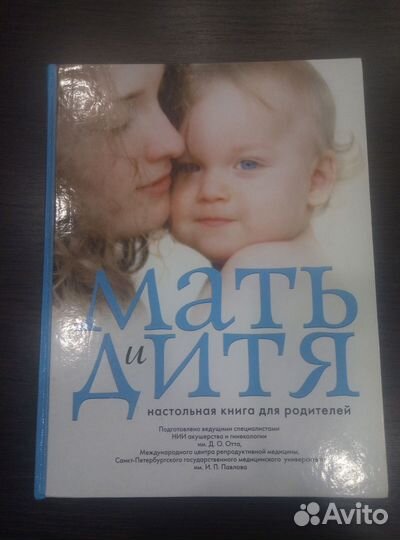 Мать
и
Дитя
настольная книга для родителей
Подготовлено ведущими специалистами
НИИ акушерства и гинекологии
им. Д. О. Отта,
Международного центра репродуктивной медицины,
Санкт-Петербургского государственного медицинского университета
им. И. П. Павлова
Avito